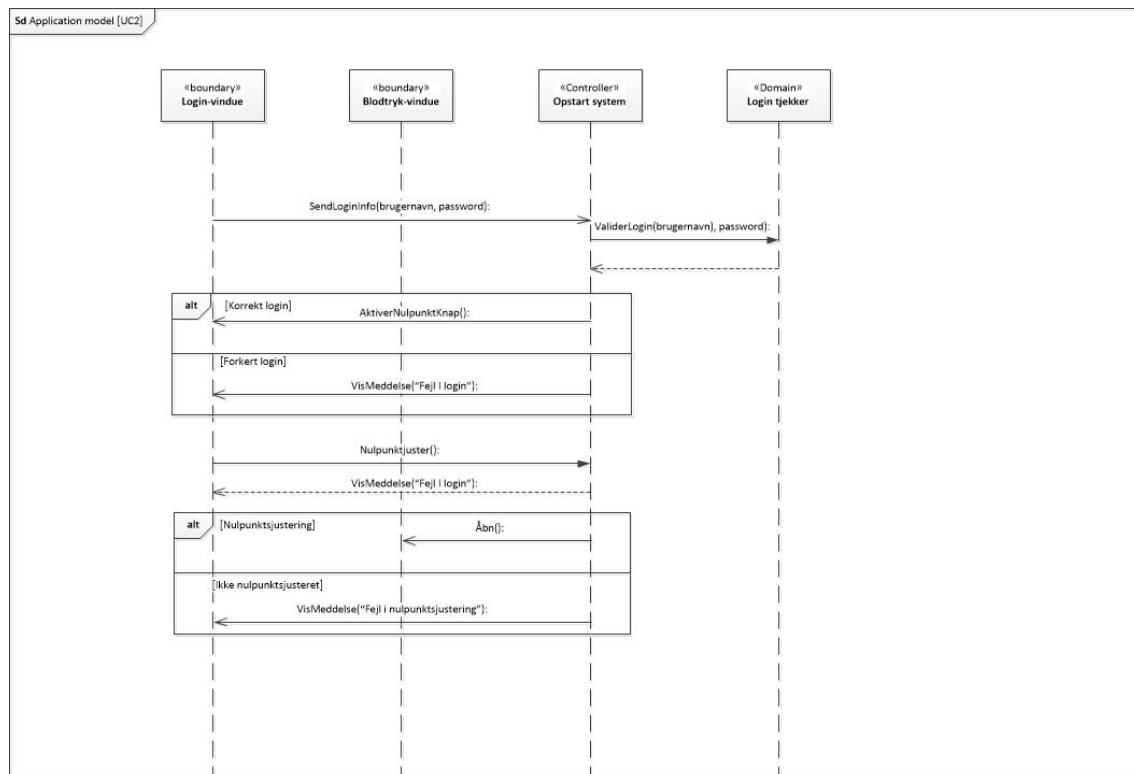 Sd Application model [UC2]
«boundary»
Login-vindue
«boundary»
Blodtryk-vindue
«Controller»
Opstart system
«Domain»
Login tjekker
SendLoginInfo(brugernavn, password):
ValiderLogin(brugernavn), password):
alt
[Korrekt login]
AktiverNulpunktKnap():
[Forkert login]
VisMeddelse("Fejl I login"):
Nulpunktjuster():
VisMeddelse("Fejl I login"):
alt
[Nulpunktsjustering]
Åbn():
[Ikke nulpunktsjusteret]
VisMeddelse("Fejl i nulpunktsjustering"):